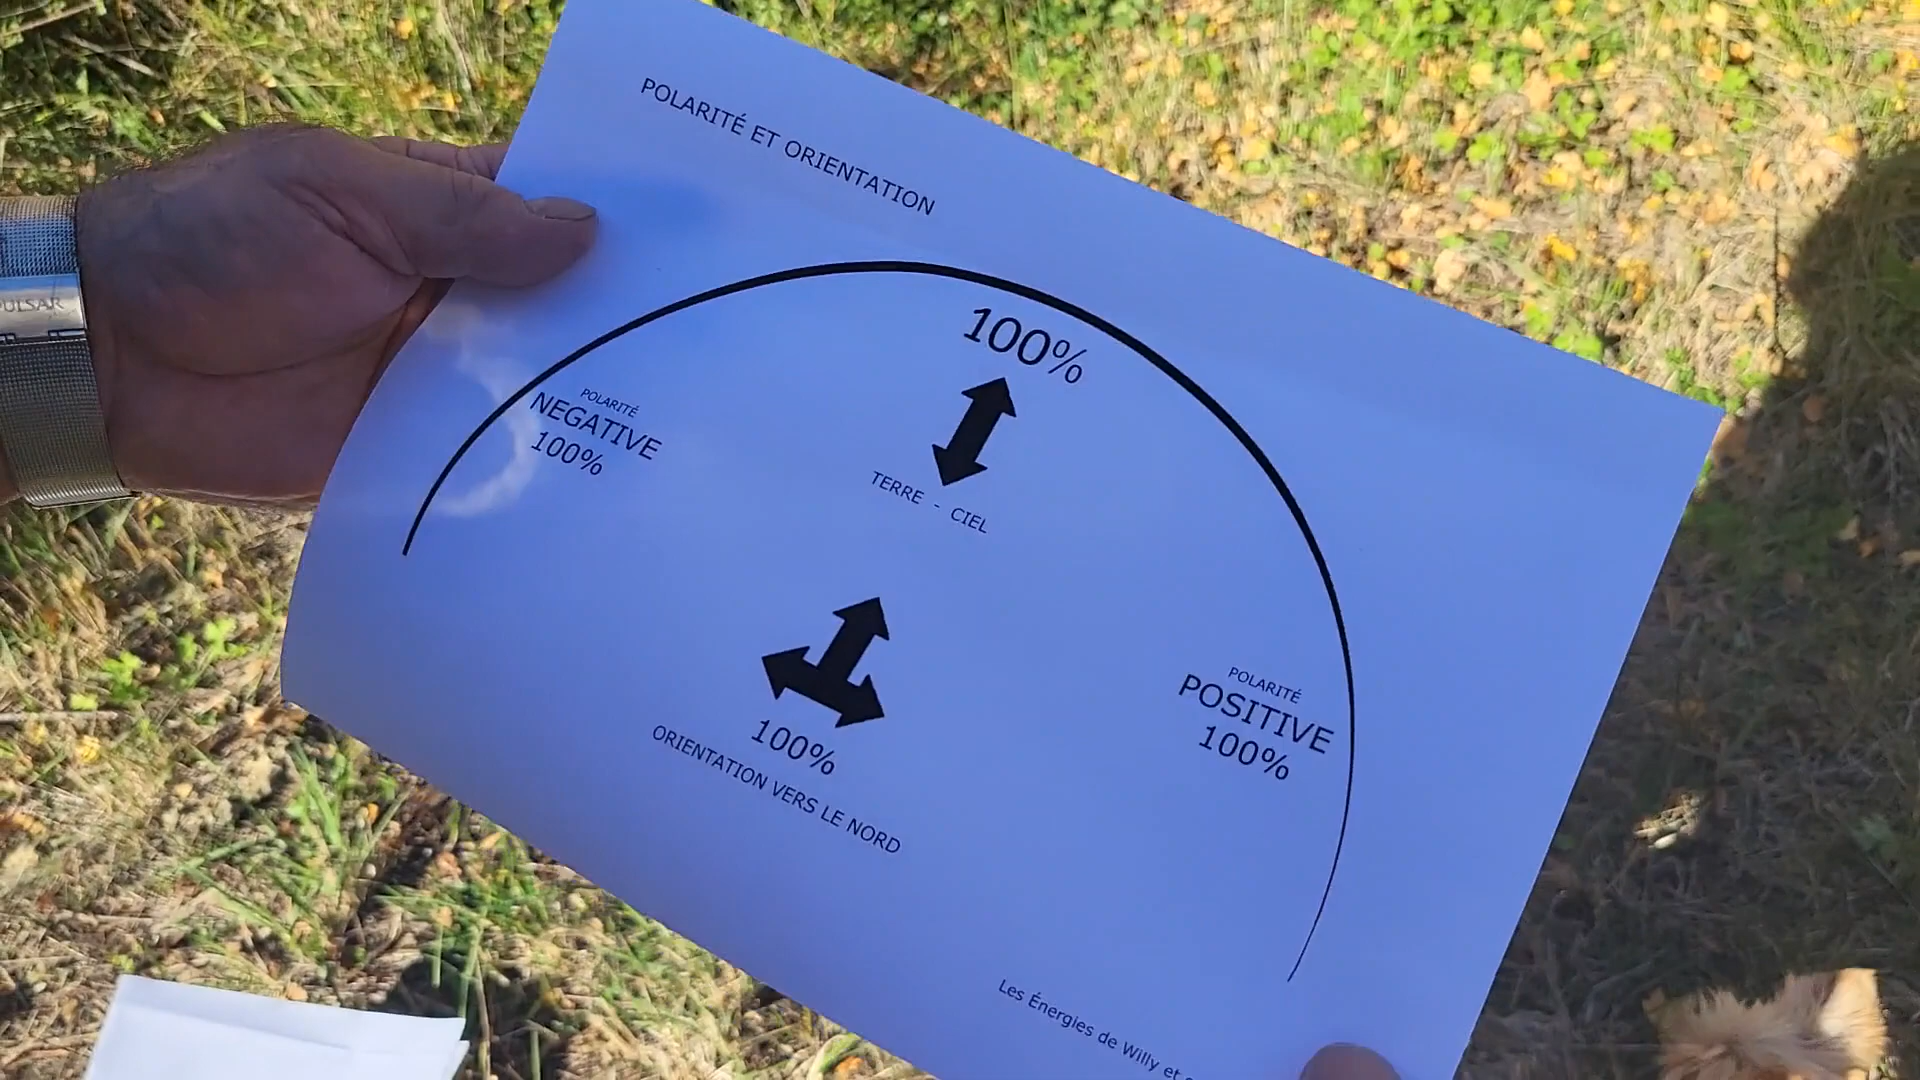 POLARITÉ ET ORIENTATION
100%
POLARITÉ
NEGATIVE
100%
TERRE - CIEL
POLARITÉ
POSITIVE
100%
100%
ORIENTATION VERS LE NORD
Les Énergies de Willy et
PULSAR